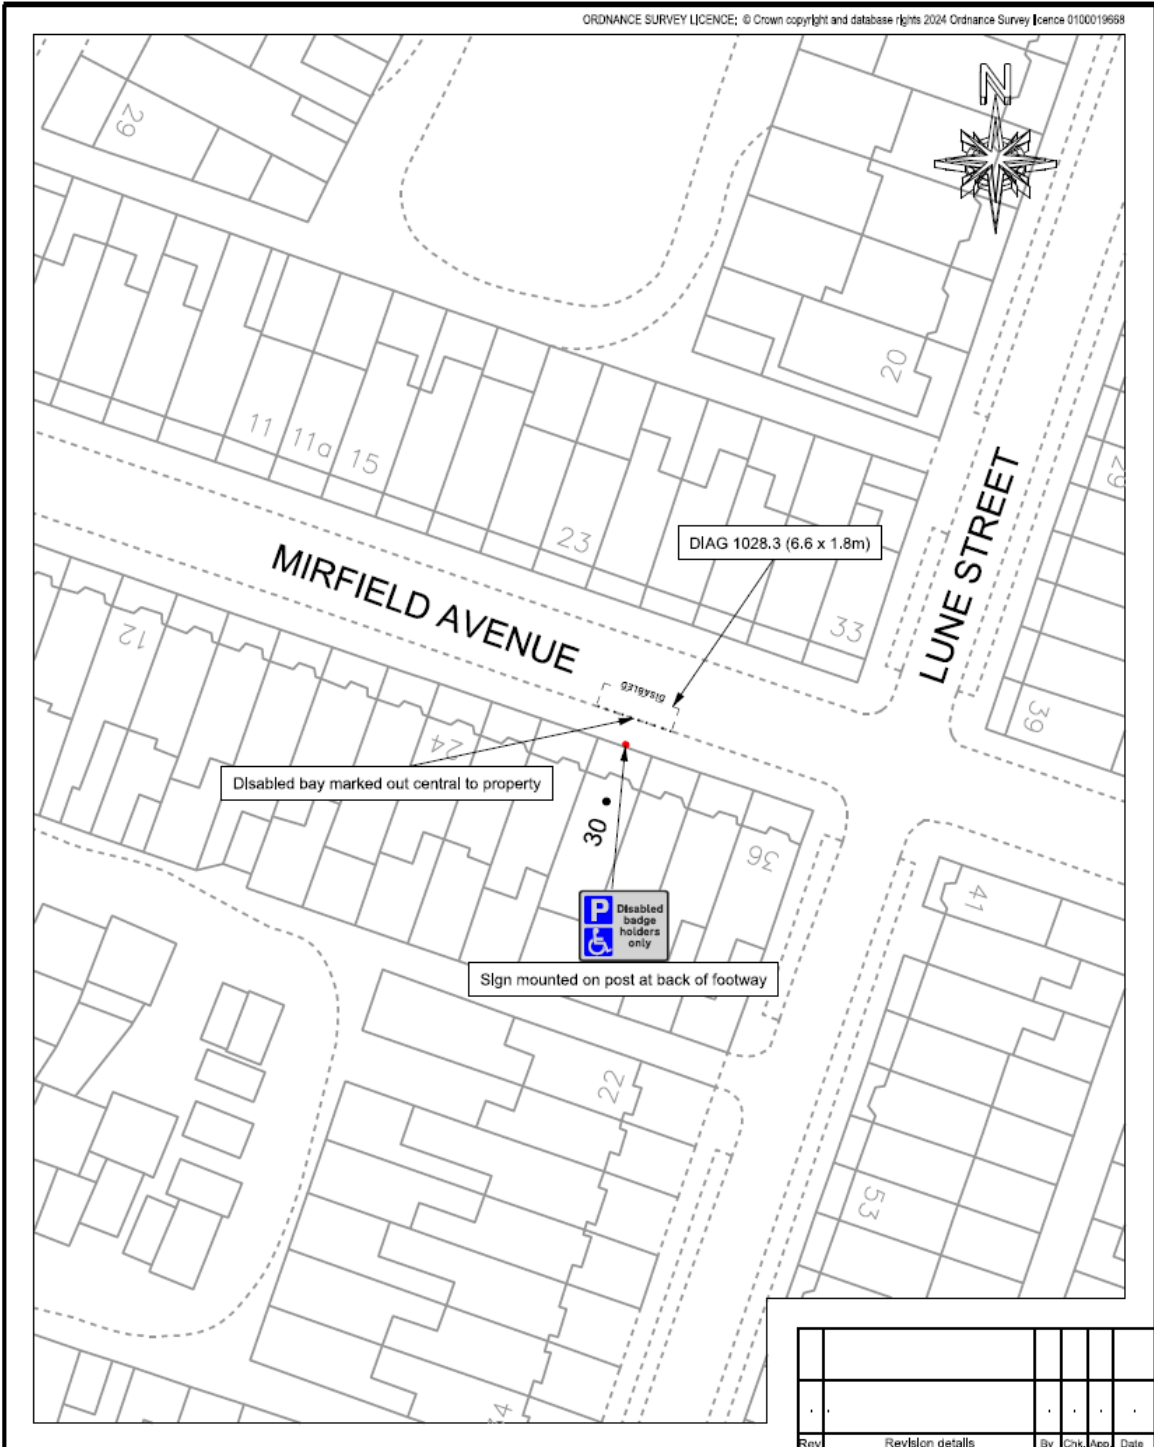 ORDNANCE SURVEY LICENCE; © Crown copyright and database rights 2024 Ordnance Survey licence 0100019668
N
29
20
11
11a
15
29
LUNE STREET
23
DIAG 1028.3 (6.6 x 1.8m)
MIRFIELD AVENUE
33
12
DISABLED
39
24
Disabled bay marked out central to property
30
36
41
P
Disabled
badge
holders
only
Sign mounted on post at back of footway
22
53
Rev
Revision details
By
Chk.
App.
Date